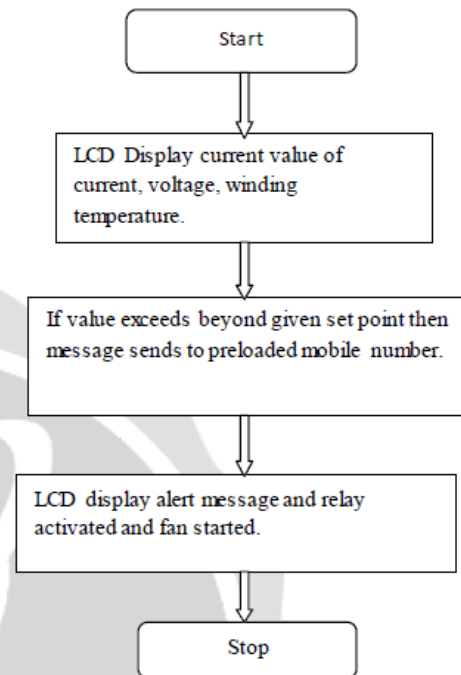 Start
LCD Display current value of
current, voltage, winding
temperature.
If value exceeds beyond given set point then
message sends to preloaded mobile number.
LCD display alert message and relay
activated and fan started.
Stop